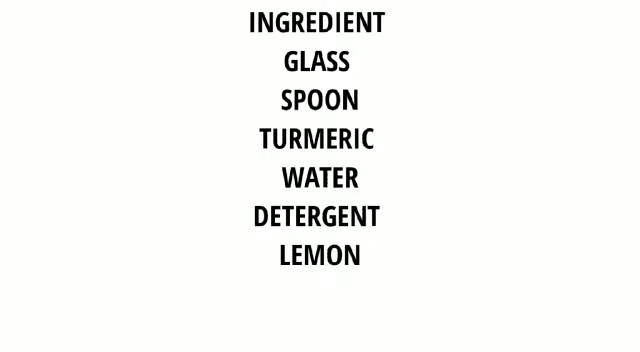 INGREDIENT
GLASS
SPOON
TURMERIC
WATER
DETERGENT
LEMON